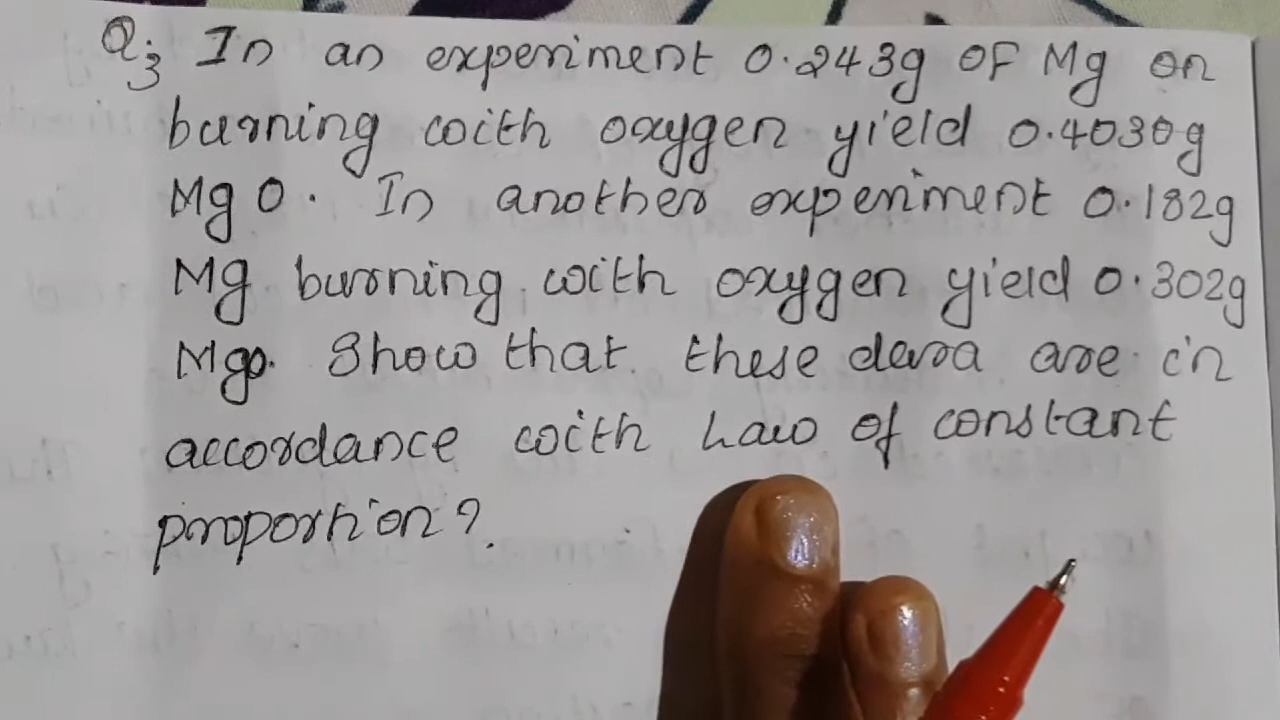 Q3 In an experiment 0.243g OF Mg on
burning with oxygen yield 0.4030g
MgO. In another experiment 0.182g
Mg burning with oxygen yield 0.302g
MgO. Show that these data are in
accordance with Law of constant
proportion?